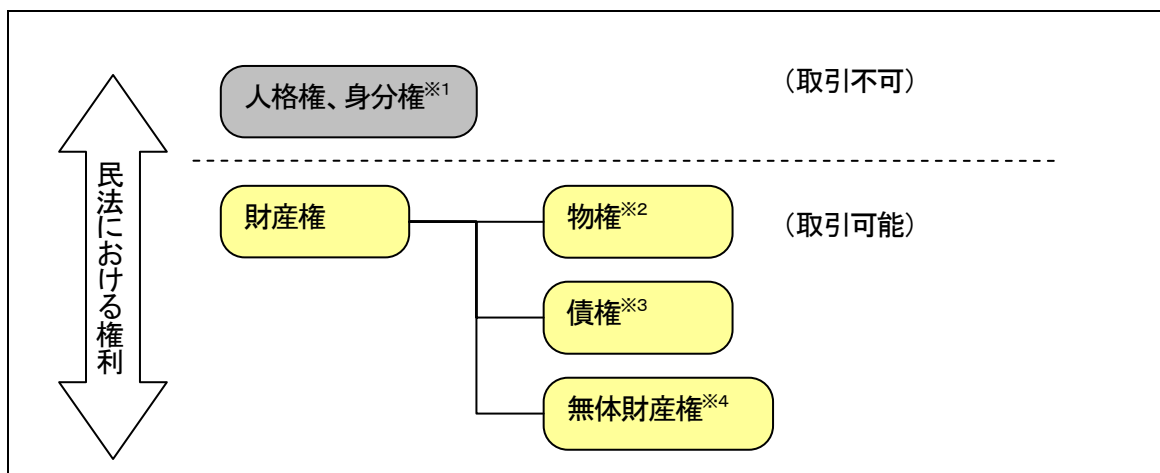 人格権、身分権※1
（取引不可）
民法における権利
財産権
物権※2
（取引可能）
債権※3
無体財産権※4